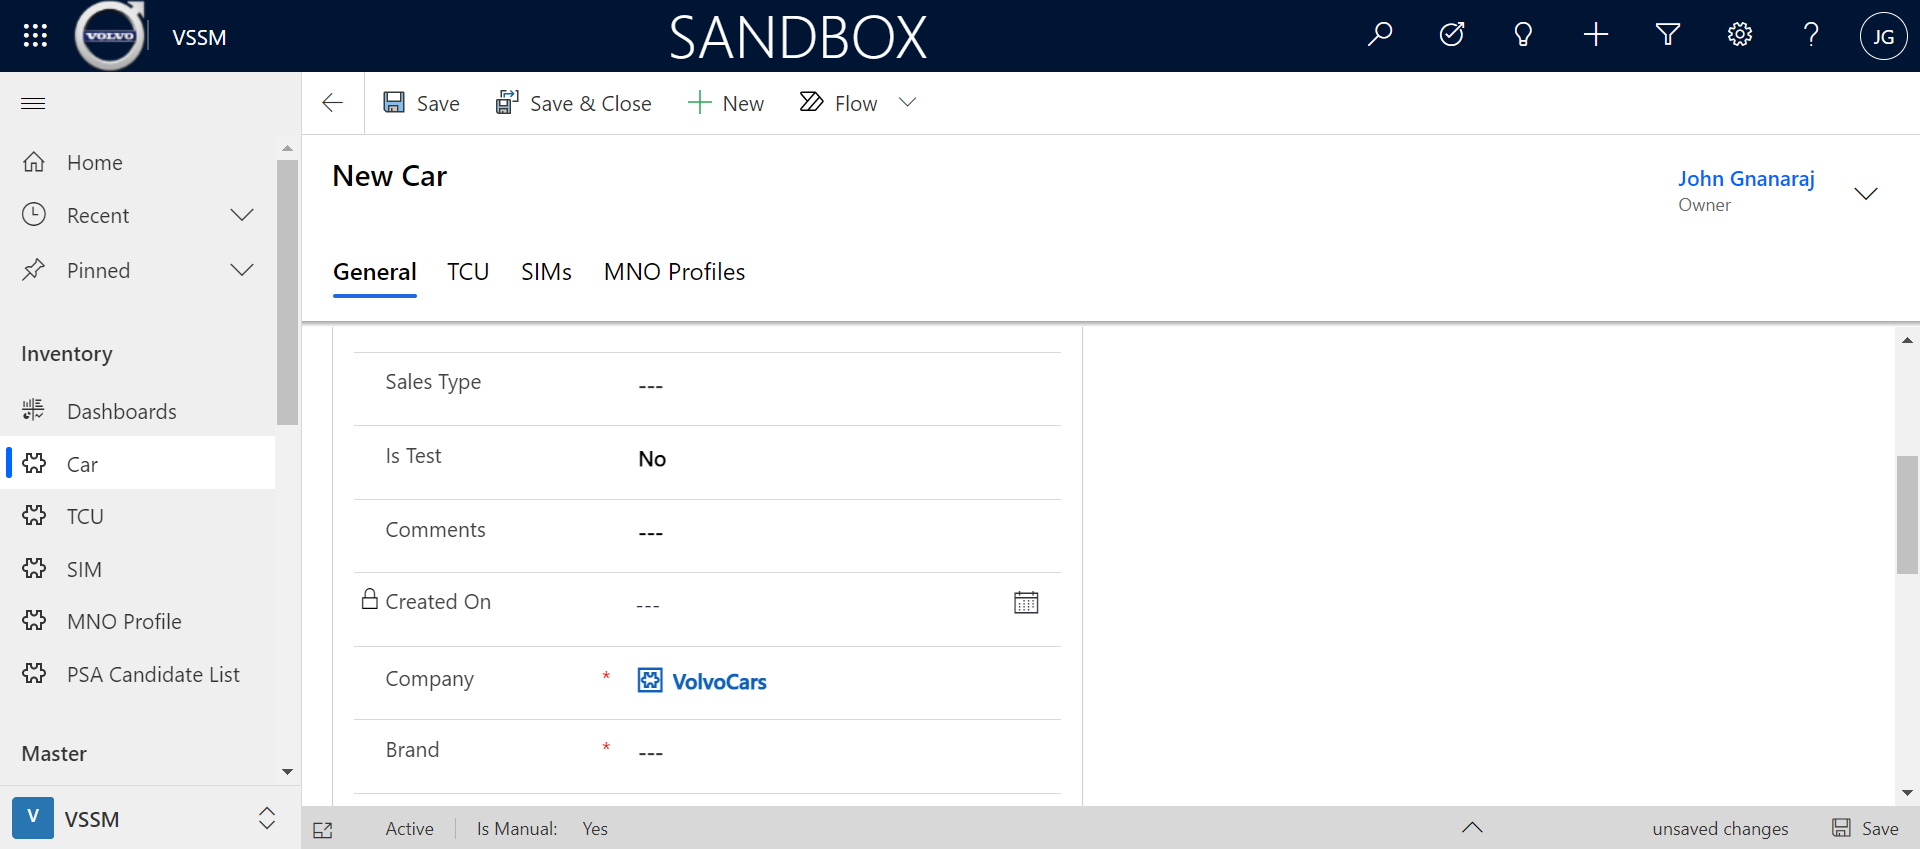 VOLVO
VSSM
SANDBOX
JG
Save
Save & Close
New
Flow
Home
Recent
Pinned
Inventory
Dashboards
Car
TCU
SIM
MNO Profile
PSA Candidate List
Master
V
VSSM
New Car
John Gnanaraj
Owner
General
TCU
SIMs
MNO Profiles
Sales Type ---
Is Test No
Comments ---
Created On ---
Company * VolvoCars
Brand * ---
Active Is Manual: Yes unsaved changes Save